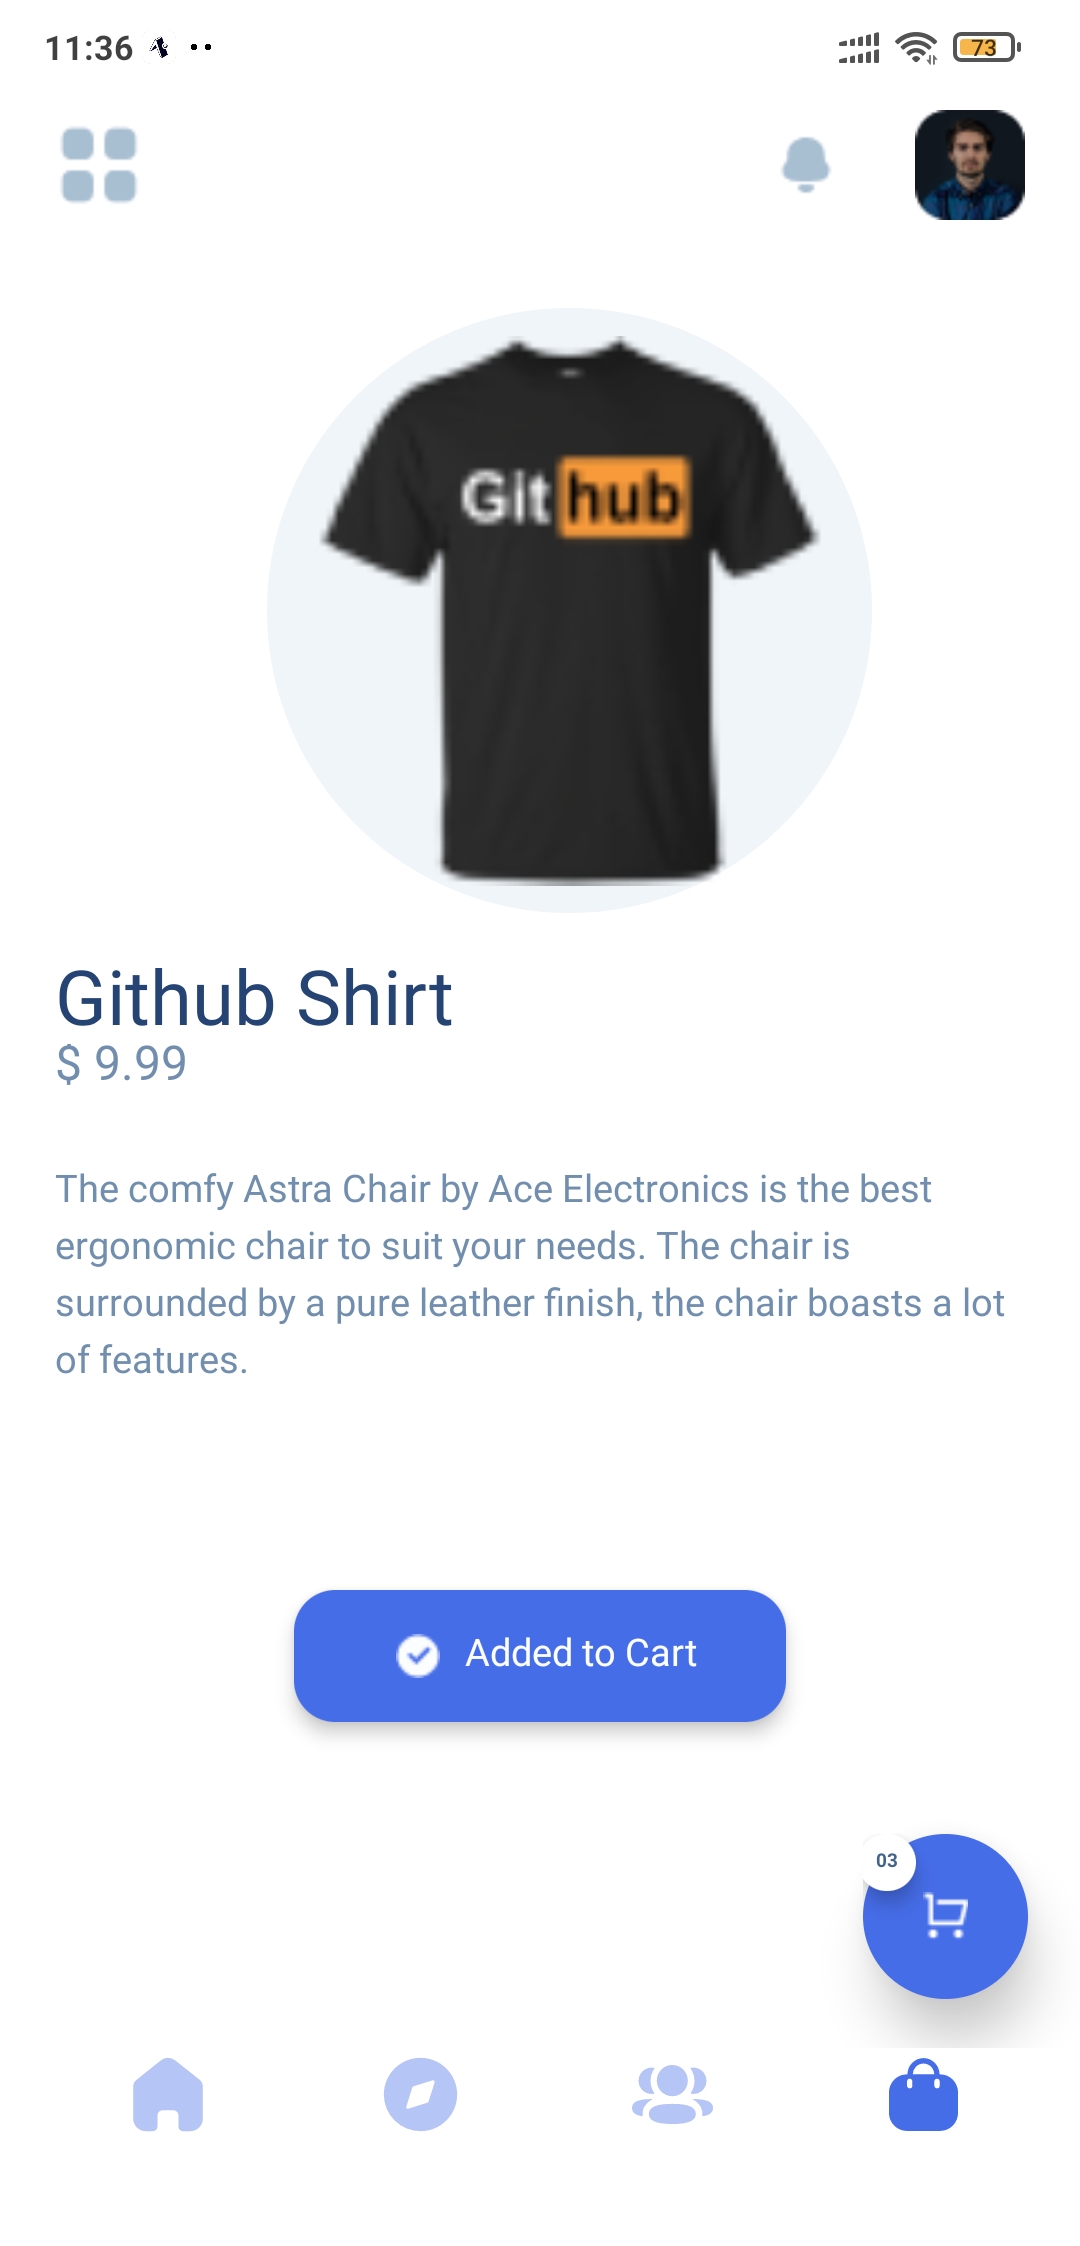 11:36
73
Git hub
Github Shirt
$ 9.99
The comfy Astra Chair by Ace Electronics is the best
ergonomic chair to suit your needs. The chair is
surrounded by a pure leather finish, the chair boasts a lot
of features.
Added to Cart
03